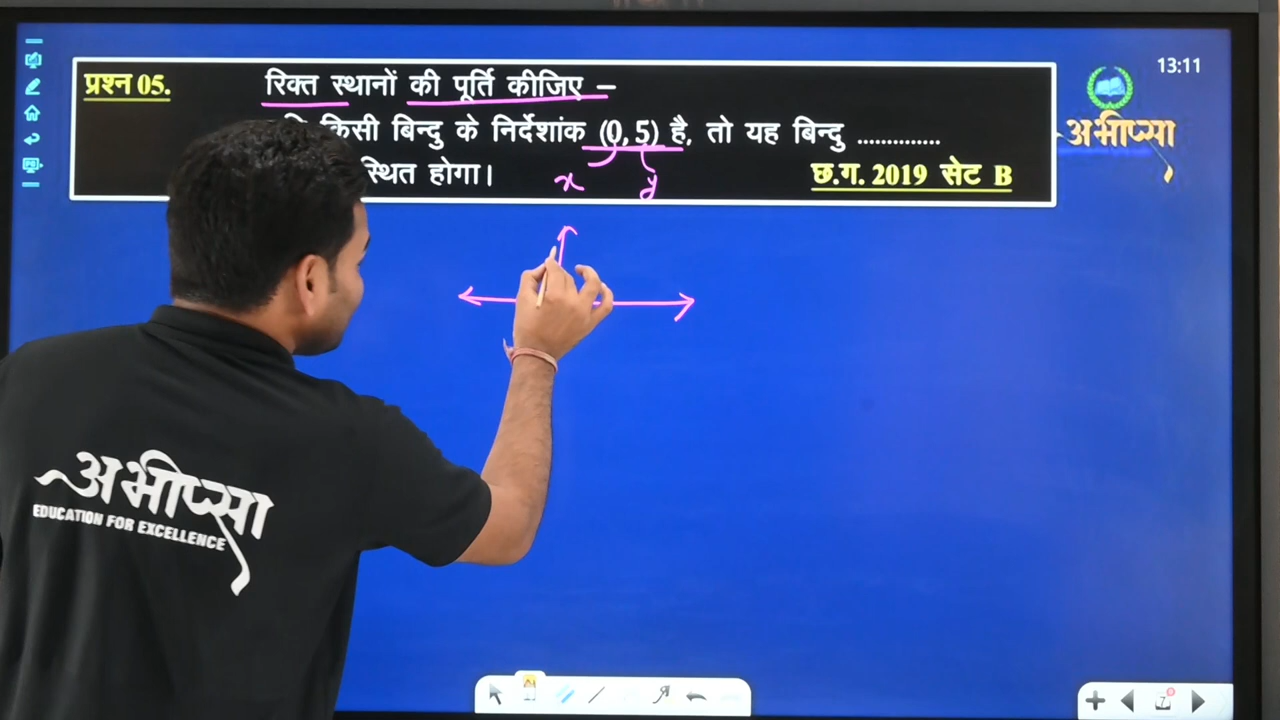 13:11
प्रश्न 05. रिक्त स्थानों की पूर्ति कीजिए –
किसी बिन्दु के निर्देशांक (0, 5) है, तो यह बिन्दु ..............
स्थित होगा। छ.ग. 2019 सेट B
x y
अभीप्सा
अभीप्सा
EDUCATION FOR EXCELLENCE